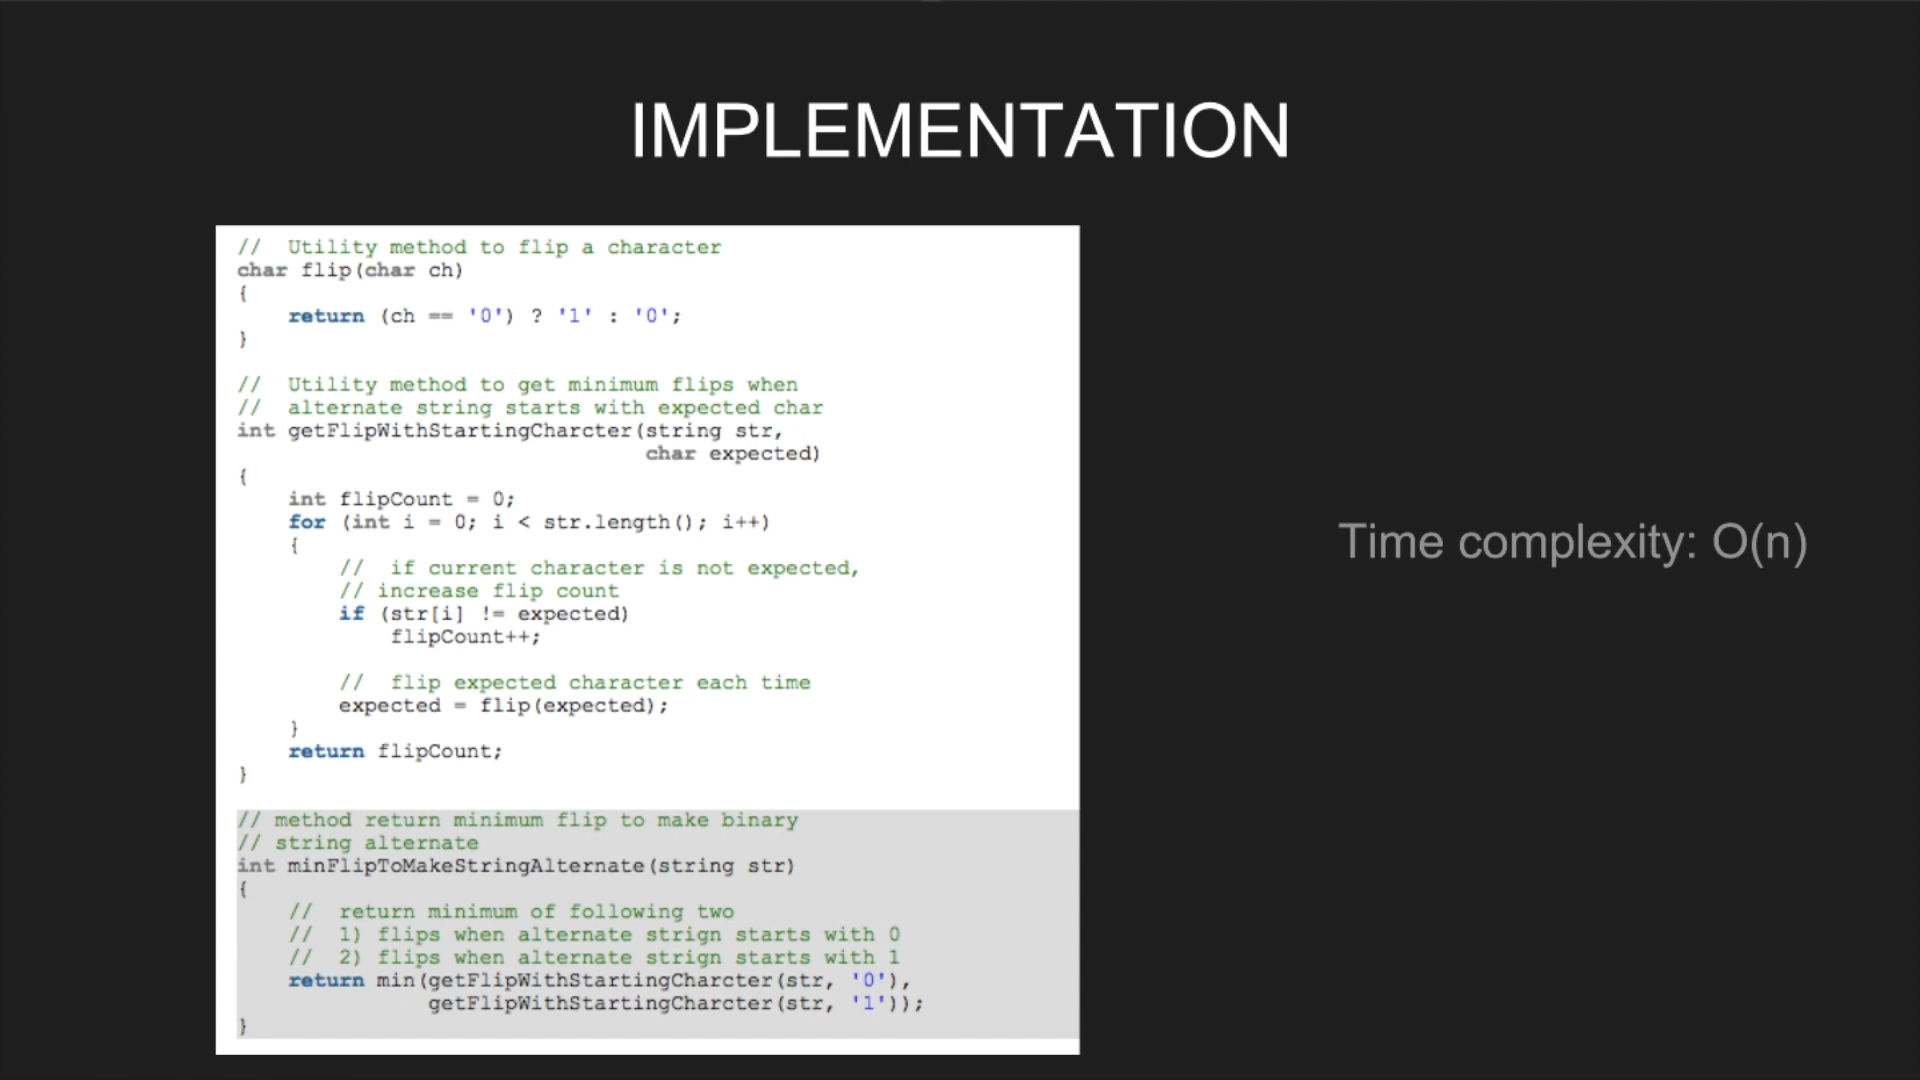 IMPLEMENTATION
//  Utility method to flip a character
char flip(char ch)
{
    return (ch == '0') ? '1' : '0';
}
//  Utility method to get minimum flips when
//  alternate string starts with expected char
int getFlipWithStartingCharcter(string str,
                                char expected)
{
    int flipCount = 0;
    for (int i = 0; i < str.length(); i++)
    {
        //  if current character is not expected,
        // increase flip count
        if (str[i] != expected)
            flipCount++;
        //  flip expected character each time
        expected = flip(expected);
    }
    return flipCount;
}
// method return minimum flip to make binary
// string alternate
int minFlipToMakeStringAlternate(string str)
{
    //  return minimum of following two
    //  1) flips when alternate strign starts with 0
    //  2) flips when alternate strign starts with 1
    return min(getFlipWithStartingCharcter(str, '0'),
               getFlipWithStartingCharcter(str, '1'));
}
Time complexity: O(n)